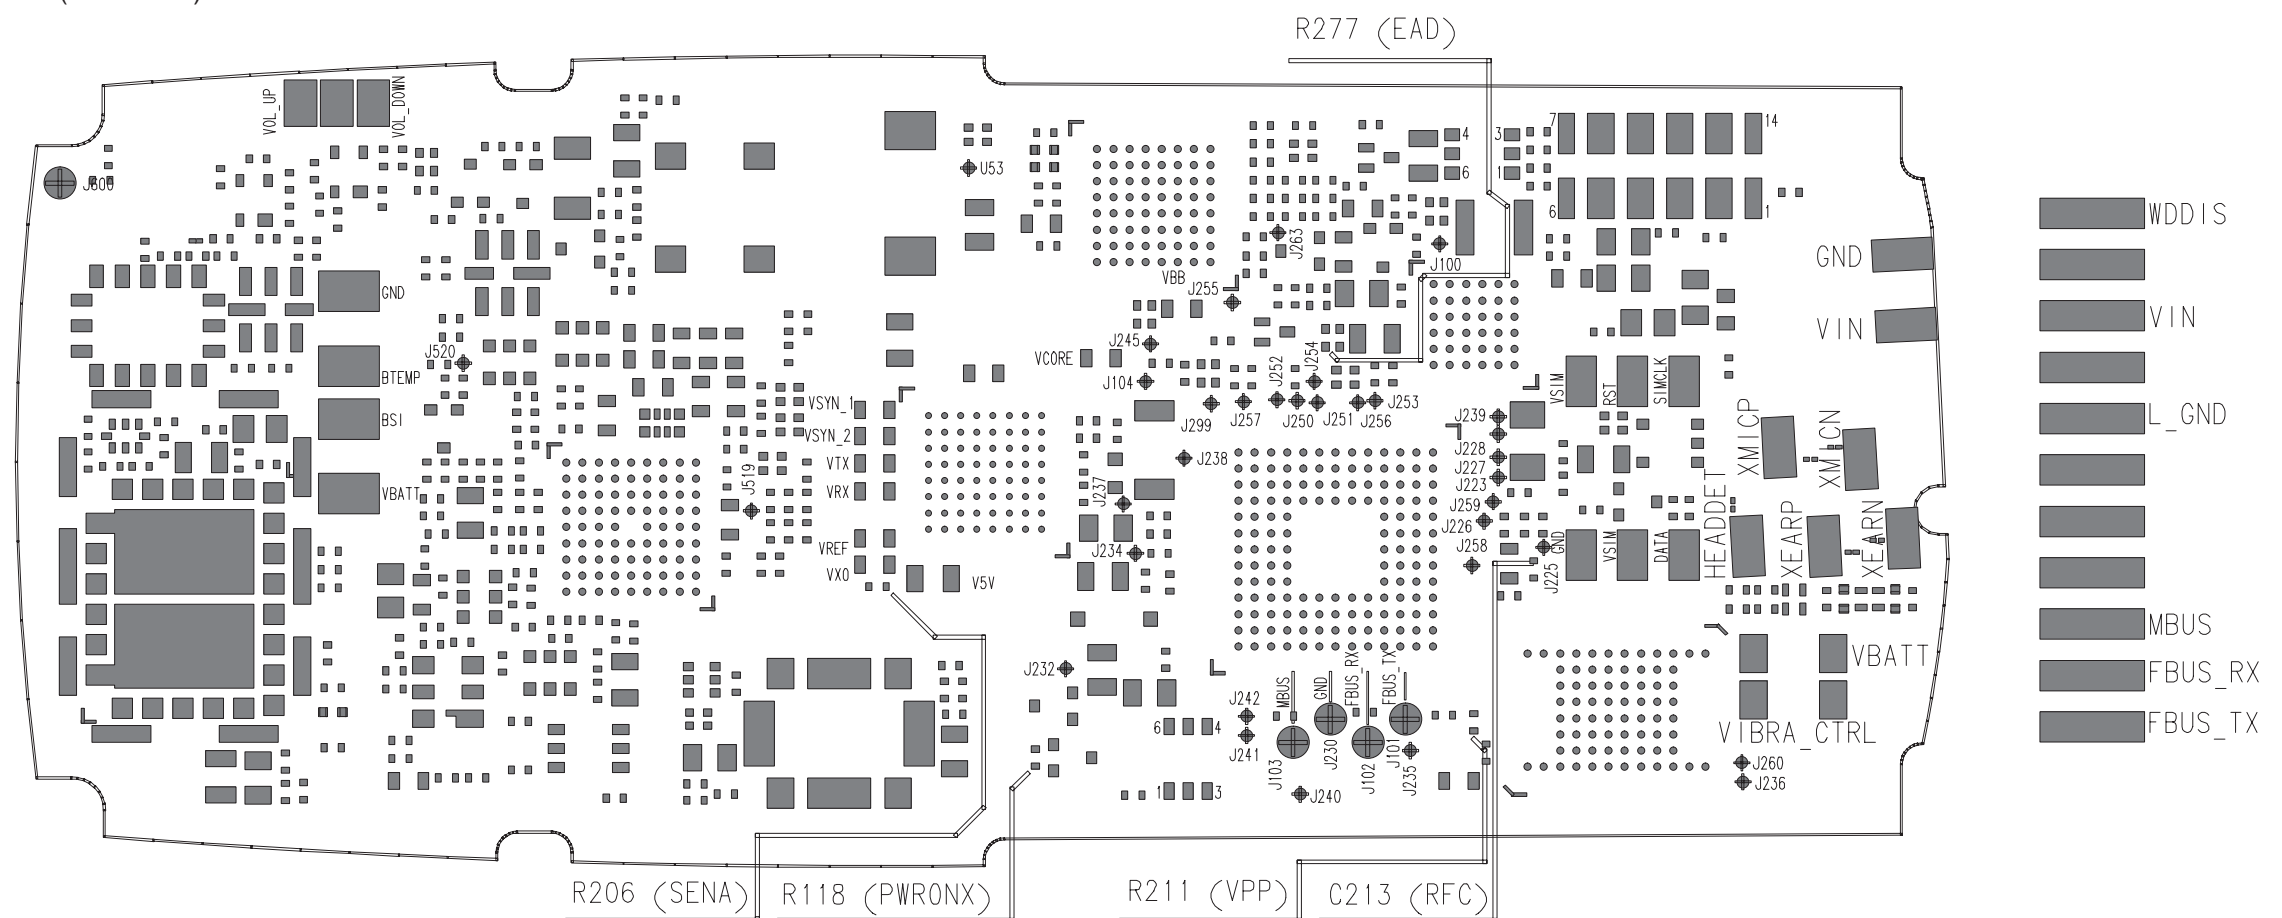 R277 (EAD)
VOL_UP
VOL_DOWN
J600
U53
4
3
6
1
7
14
6
1
WDDIS
GND
VIN
VIN
L_GND
MBUS
FBUS_RX
FBUS_TX
J263
J100
VBB
J255
GND
J520
BTEMP
BSI
VBATT
J245
VCORE
J104
J254
J252
J299
J257
J250
J251
J256
J253
VSYN_1
VSYN_2
VTX
VRX
VREF
VXO
V5V
J519
J238
J237
J234
J239
J228
J227
J223
J259
J226
J258
J225
VSIM
RST
SIMCLK
GND
VSIM
DATA
XMICP
XMICN
HEADDET
XEARP
XEARN
VBATT
VIBRA_CTRL
J260
J236
J232
J242
J241
6
4
1
3
MBUS
GND
FBUS_RX
FBUS_TX
J103
J230
J102
J101
J235
J240
R206 (SENA)
R118 (PWRONX)
R211 (VPP)
C213 (RFC)